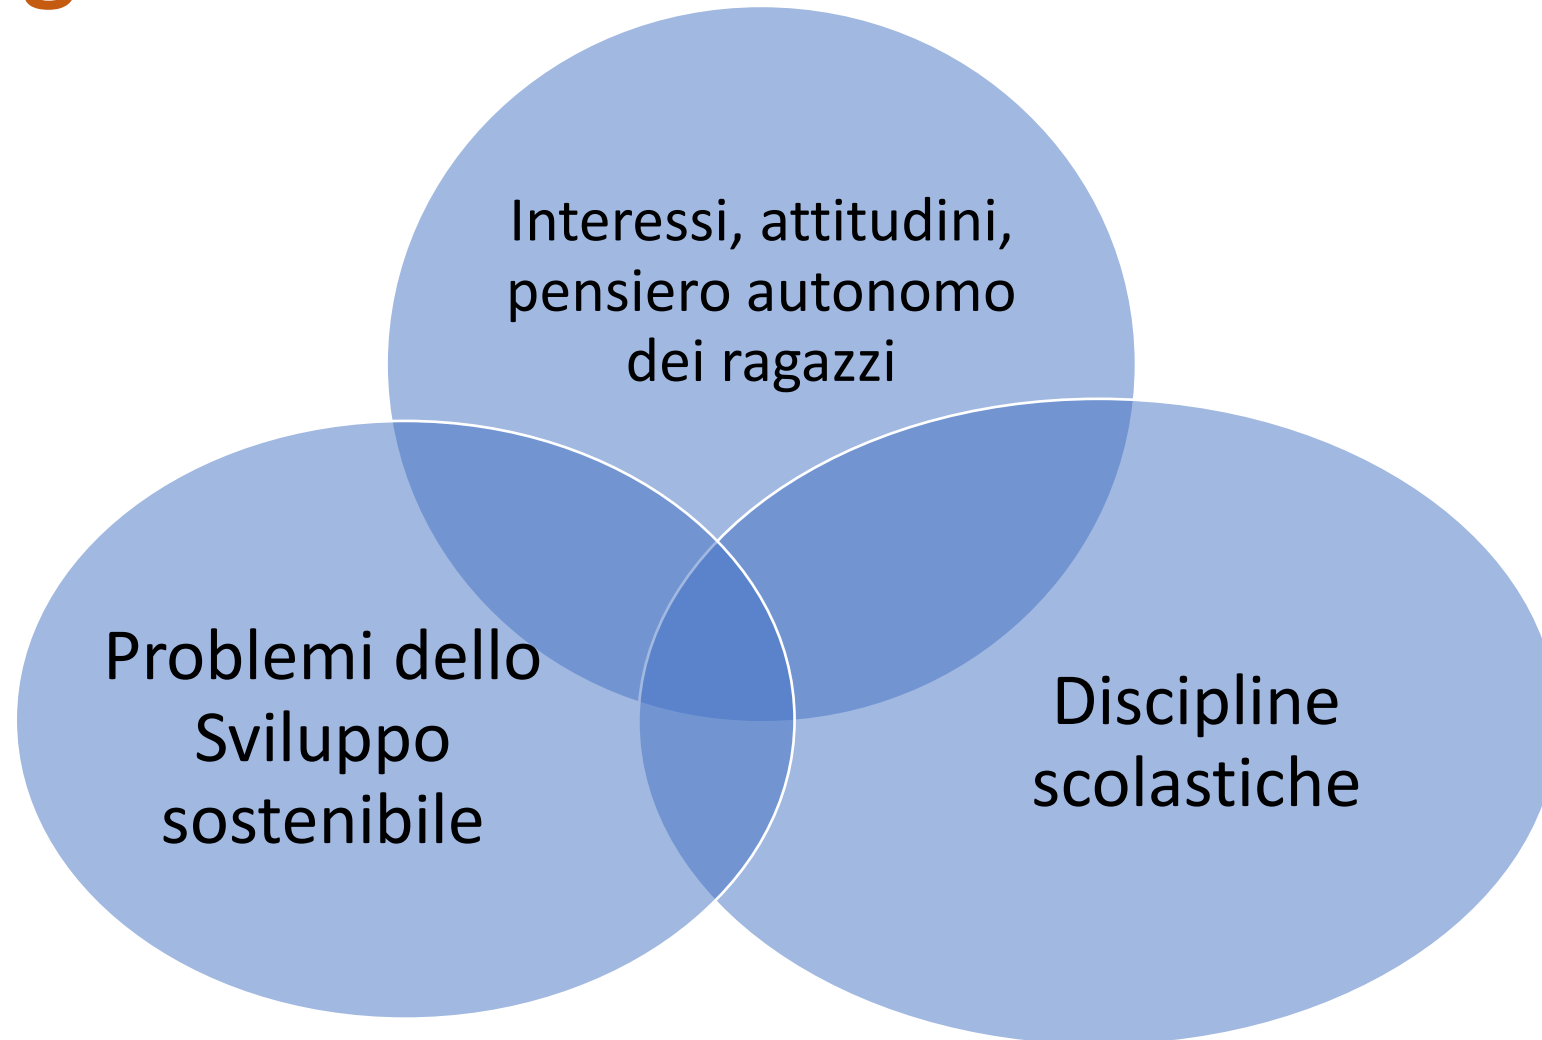 Interessi, attitudini,
pensiero autonomo
dei ragazzi
Problemi dello
Sviluppo
sostenibile
Discipline
scolastiche